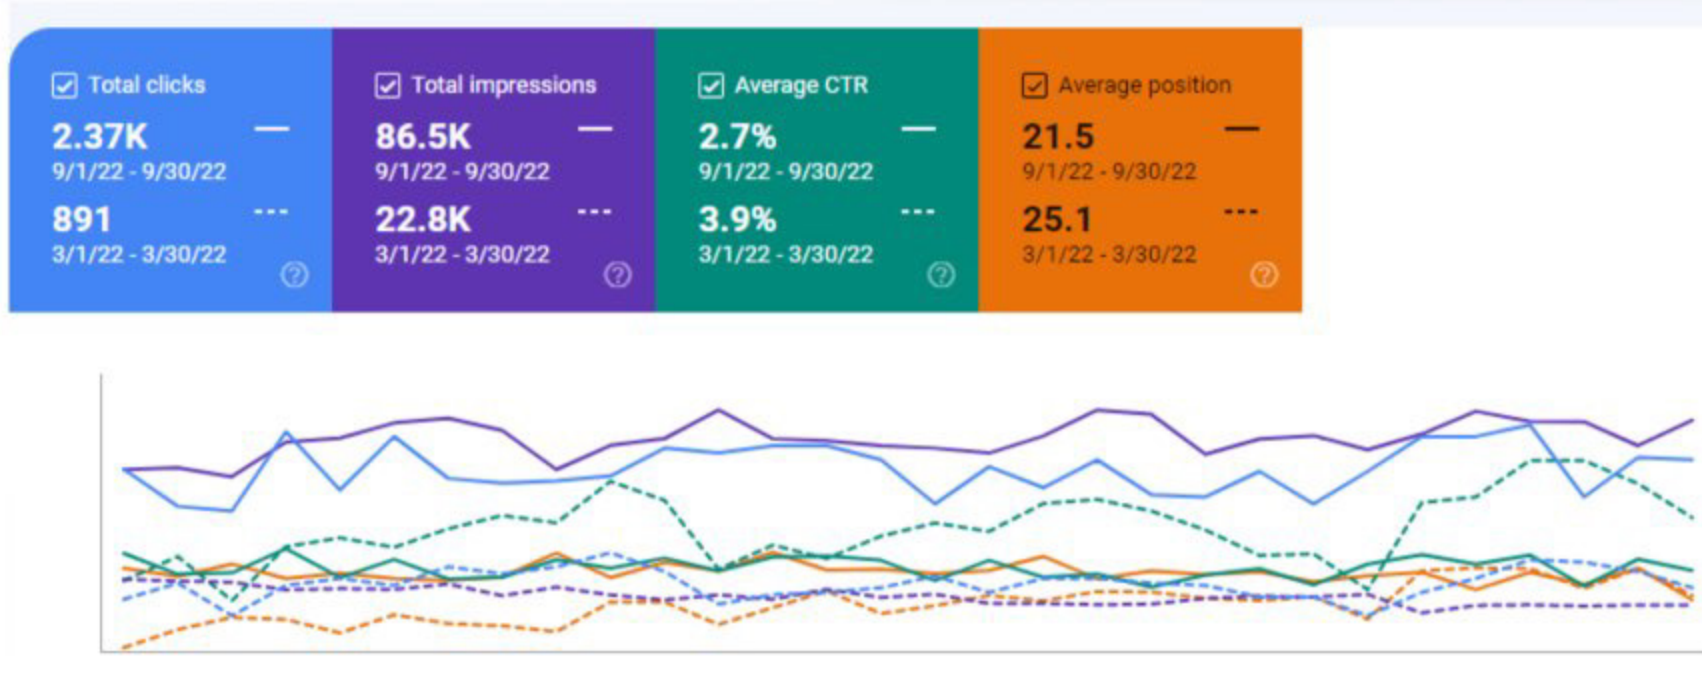 Total clicks
2.37K
9/1/22 - 9/30/22
891
3/1/22 - 3/30/22
Total impressions
86.5K
9/1/22 - 9/30/22
22.8K
3/1/22 - 3/30/22
Average CTR
2.7%
9/1/22 - 9/30/22
3.9%
3/1/22 - 3/30/22
Average position
21.5
9/1/22 - 9/30/22
25.1
3/1/22 - 3/30/22